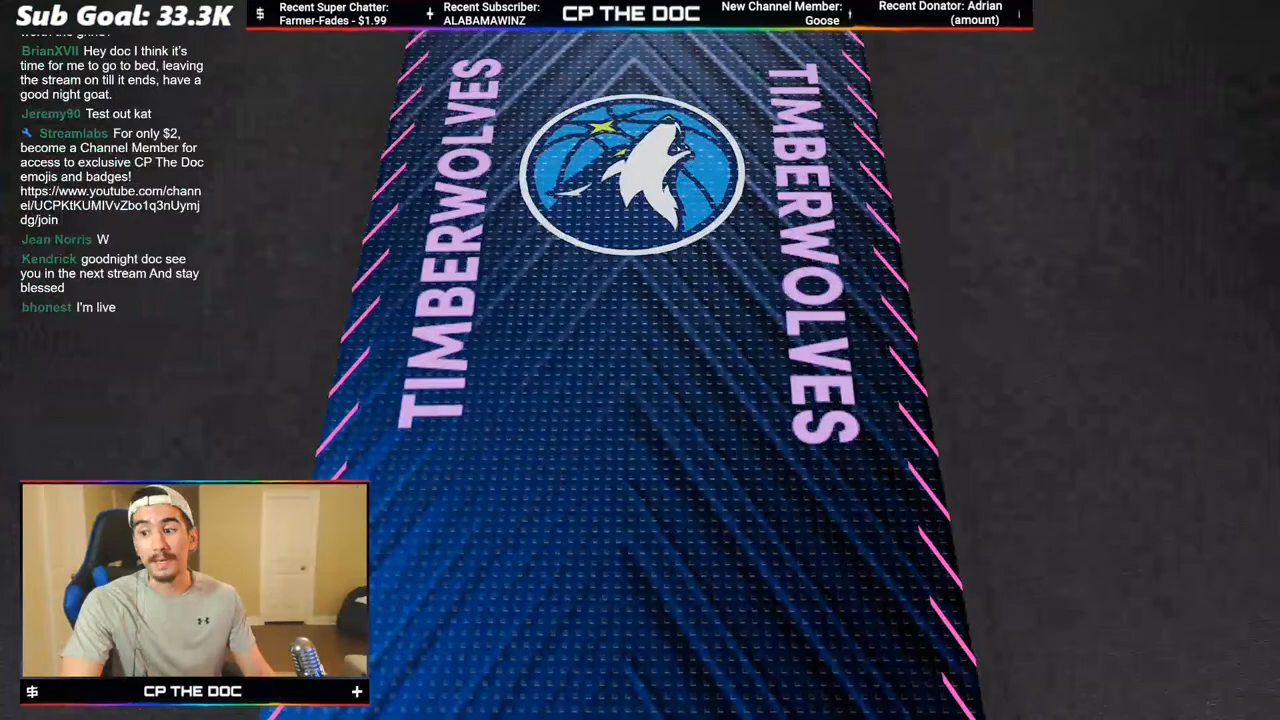 Sub Goal: 33.3K
$
Recent Super Chatter:
Farmer-Fades - $1.99
Recent Subscriber:
ALABAMAWINZ
CP THE DOC
New Channel Member:
Goose
Recent Donator: Adrian
(amount)
BrianXVII Hey doc I think it's
time for me to go to bed, leaving
the stream on till it ends, have a
good night goat.
Jeremy90 Test out kat
Streamlabs For only $2,
become a Channel Member for
access to exclusive CP The Doc
emojis and badges!
https://www.youtube.com/chann
el/UCPKtKUMIVvZbo1q3nUymj
dg/join
Jean Norris W
Kendrick goodnight doc see
you in the next stream And stay
blessed
bhonest I'm live
TIMBERWOLVES
TIMBERWOLVES
CP THE DOC